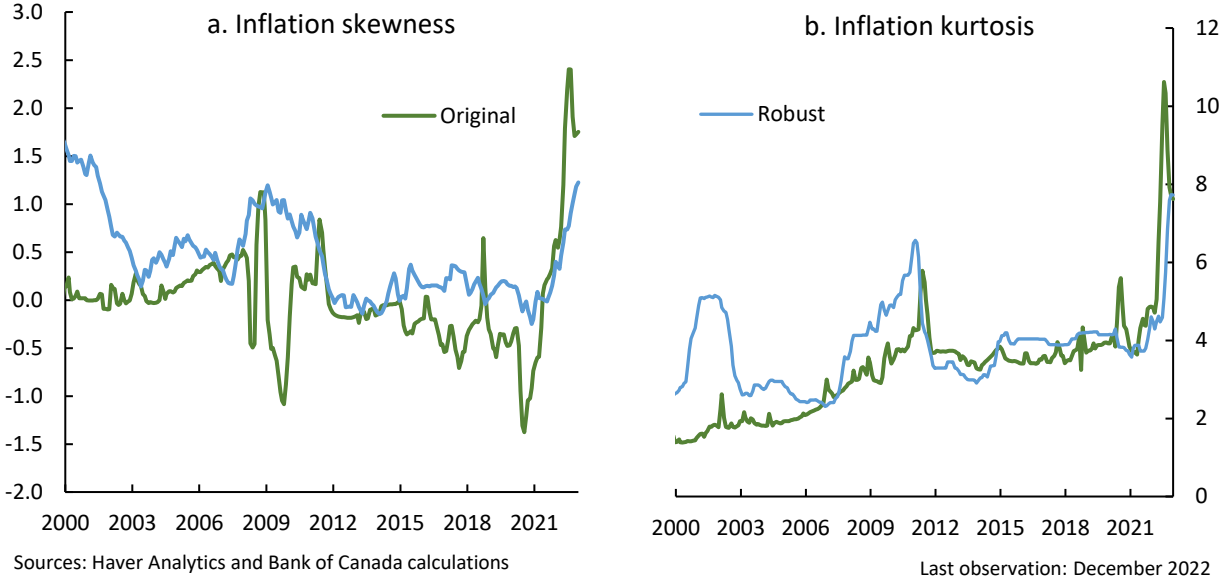 a. Inflation skewness
3.0
2.5
2.0
1.5
1.0
0.5
0.0
-0.5
-1.0
-1.5
-2.0
2000 2003 2006 2009 2012 2015 2018 2021
Original
b. Inflation kurtosis
12
10
8
6
4
2
0
2000 2003 2006 2009 2012 2015 2018 2021
Robust
Sources: Haver Analytics and Bank of Canada calculations
Last observation: December 2022